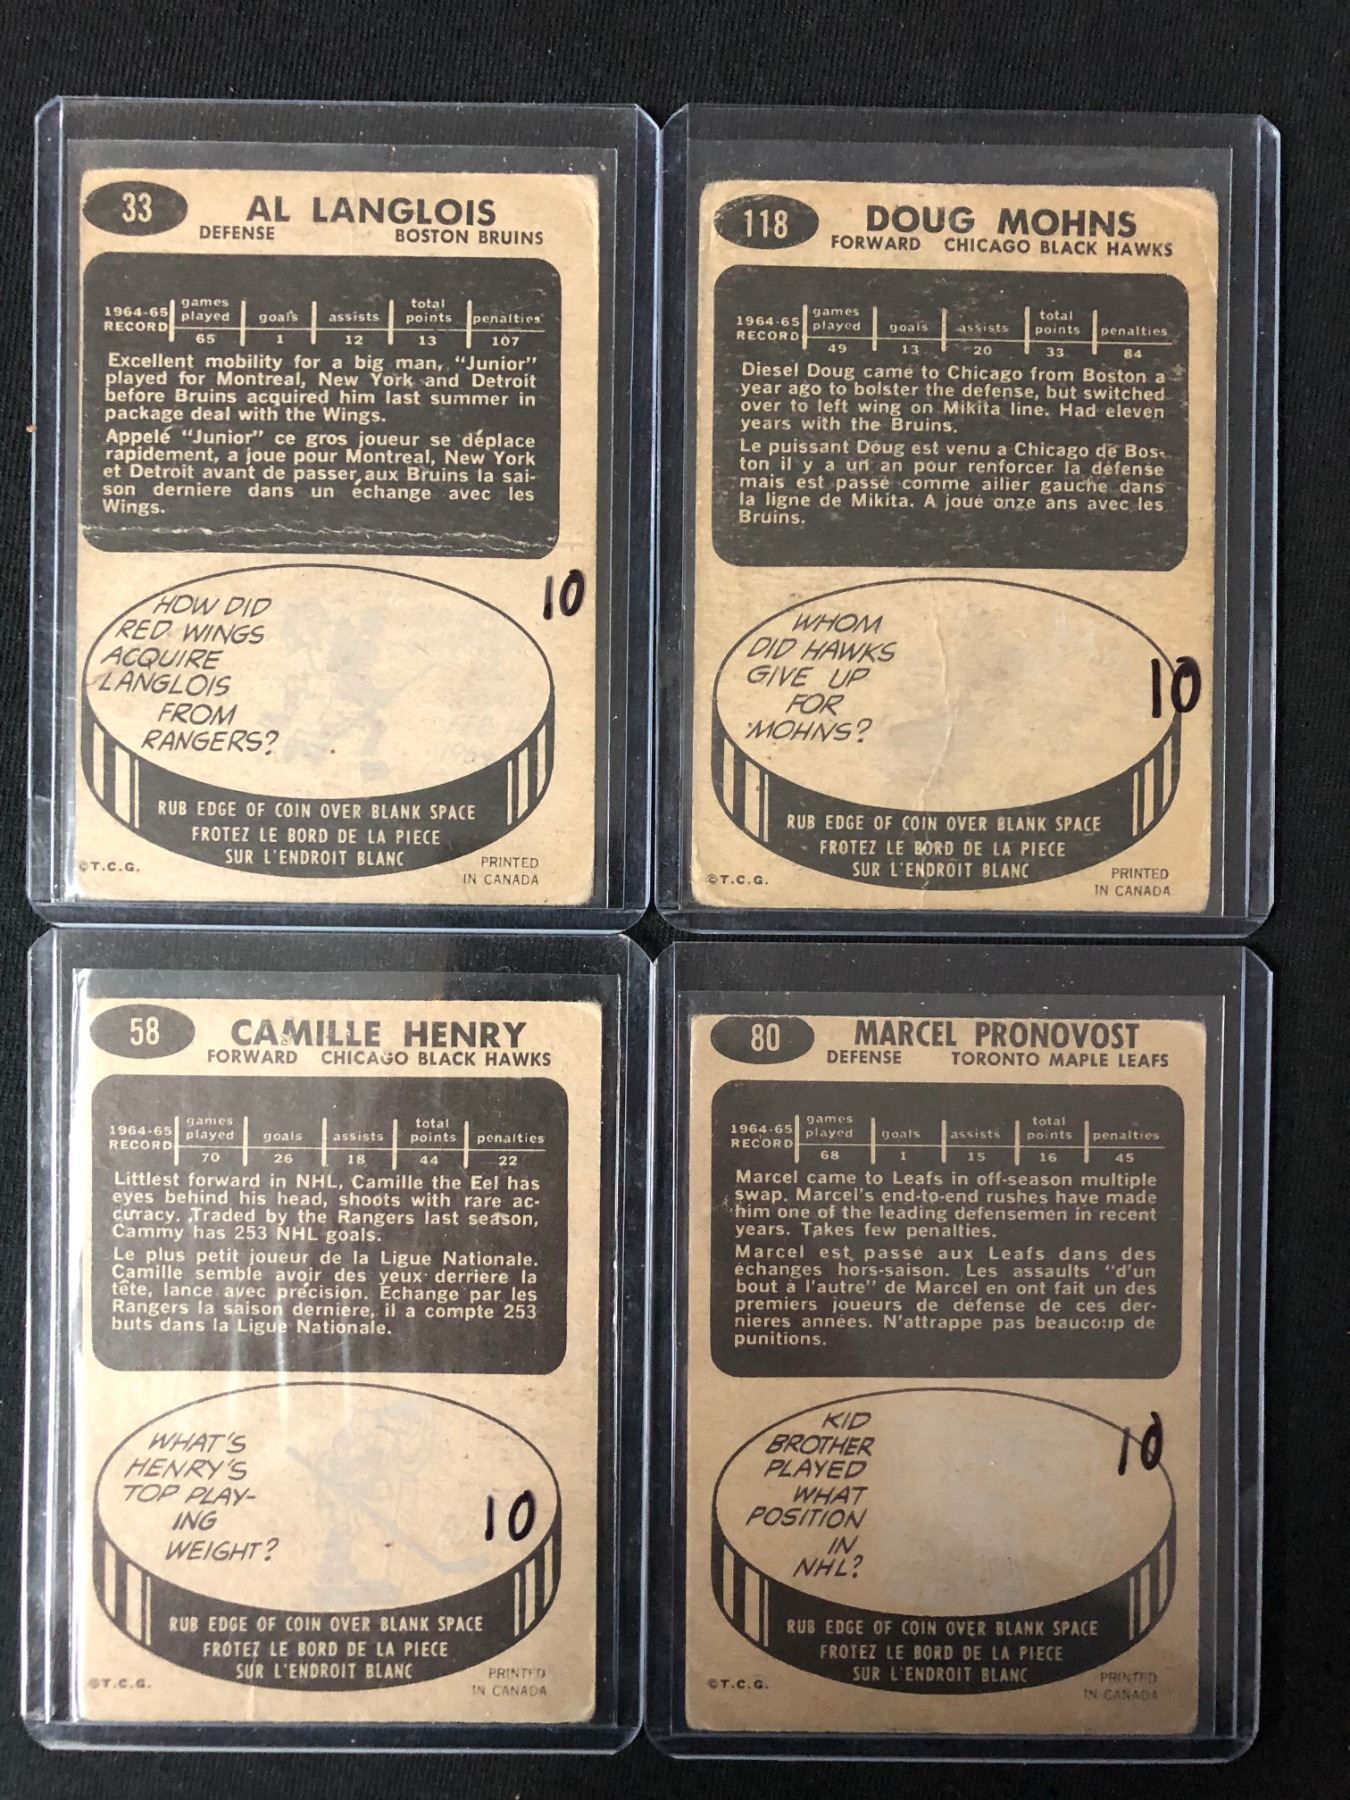 33 AL LANGLOIS
DEFENSE BOSTON BRUINS
1964-65 RECORD games played goals assists total points penalties
65 1 12 13 107
Excellent mobility for a big man, "Junior"
played for Montreal, New York and Detroit
before Bruins acquired him last summer in
package deal with the Wings.
Appelé "Junior" ce gros joueur se déplace
rapidement, a joue pour Montreal, New York
et Detroit avant de passer aux Bruins la sai-
son derniere dans un échange avec les
Wings.
10
HOW DID
RED WINGS
ACQUIRE
LANGLOIS
FROM
RANGERS?
RUB EDGE OF COIN OVER BLANK SPACE
FROTEZ LE BORD DE LA PIECE
SUR L'ENDROIT BLANC
©T.C.G.
PRINTED
IN CANADA
118 DOUG MOHNS
FORWARD CHICAGO BLACK HAWKS
1964-65 RECORD games played goals assists total points penalties
49 13 20 33 84
Diesel Doug came to Chicago from Boston a
year ago to bolster the defense, but switched
over to left wing on Mikita line. Had eleven
years with the Bruins.
Le puissant Doug est venu a Chicago de Bos-
ton il y a un an pour renforcer la défense
mais est passé comme ailier gauche dans
la ligne de Mikita. A joué onze ans avec les
Bruins.
WHOM
DID HAWKS
GIVE UP
FOR
MOHNS?
10
RUB EDGE OF COIN OVER BLANK SPACE
FROTEZ LE BORD DE LA PIECE
SUR L'ENDROIT BLANC
©T.C.G.
PRINTED
IN CANADA
58 CAMILLE HENRY
FORWARD CHICAGO BLACK HAWKS
1964-65 RECORD games played goals assists total points penalties
70 26 18 44 22
Littlest forward in NHL, Camille the Eel has
eyes behind his head, shoots with rare ac-
curacy. Traded by the Rangers last season,
Cammy has 253 NHL goals.
Le plus petit joueur de la Ligue Nationale.
Camille semble avoir des yeux derriere la
tête, lance avec précision. Echange par les
Rangers la saison derniere, il a compte 253
buts dans la Ligue Nationale.
WHAT'S
HENRY'S
TOP PLAY-
ING
WEIGHT?
10
RUB EDGE OF COIN OVER BLANK SPACE
FROTEZ LE BORD DE LA PIECE
SUR L'ENDROIT BLANC
©T.C.G.
PRINTED
IN CANADA
80 MARCEL PRONOVOST
DEFENSE TORONTO MAPLE LEAFS
1964-65 RECORD games played goals assists total points penalties
68 1 15 16 45
Marcel came to Leafs in off-season multiple
swap. Marcel's end-to-end rushes have made
him one of the leading defensemen in recent
years. Takes few penalties.
Marcel est passé aux Leafs dans des
échanges hors-saison. Les assaults "d'un
bout à l'autre" de Marcel en ont fait un des
premiers joueurs de défense de ces der-
nieres années. N'attrappe pas beaucoup de
punitions.
KID
BROTHER
PLAYED
WHAT
POSITION
IN
NHL?
10
RUB EDGE OF COIN OVER BLANK SPACE
FROTEZ LE BORD DE LA PIECE
SUR L'ENDROIT BLANC
©T.C.G.
PRINTED
IN CANADA